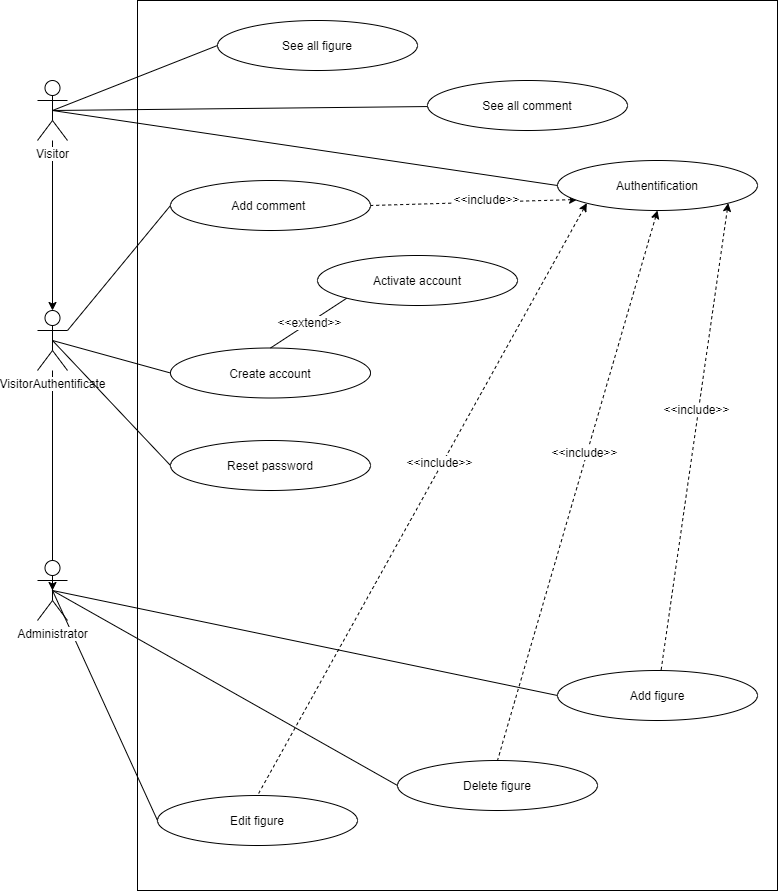 See all figure
See all comment
Visitor
Authentification
Add comment
<<include>>
Activate account
<<extend>>
Create account
VisitorAuthentificate
<<include>>
<<include>>
<<include>>
Reset password
Administrator
Add figure
Delete figure
Edit figure